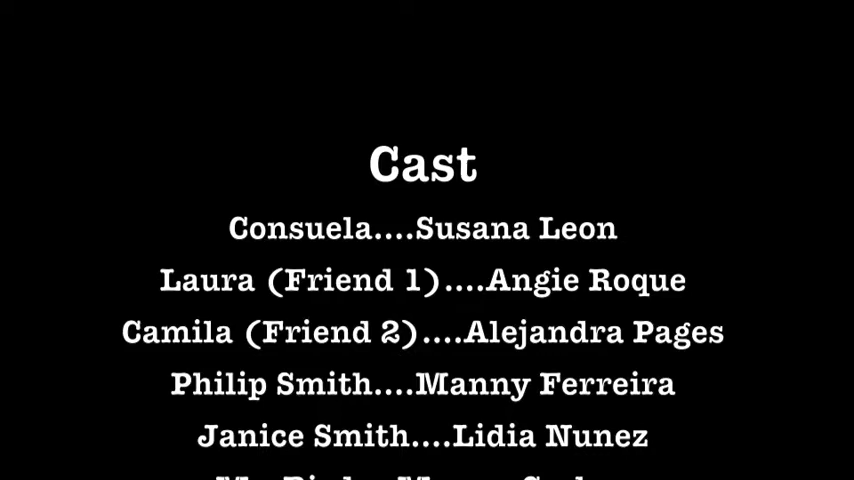 Cast
Consuela....Susana Leon
Laura (Friend 1)....Angie Roque
Camila (Friend 2)....Alejandra Pages
Philip Smith....Manny Ferreira
Janice Smith....Lidia Nunez